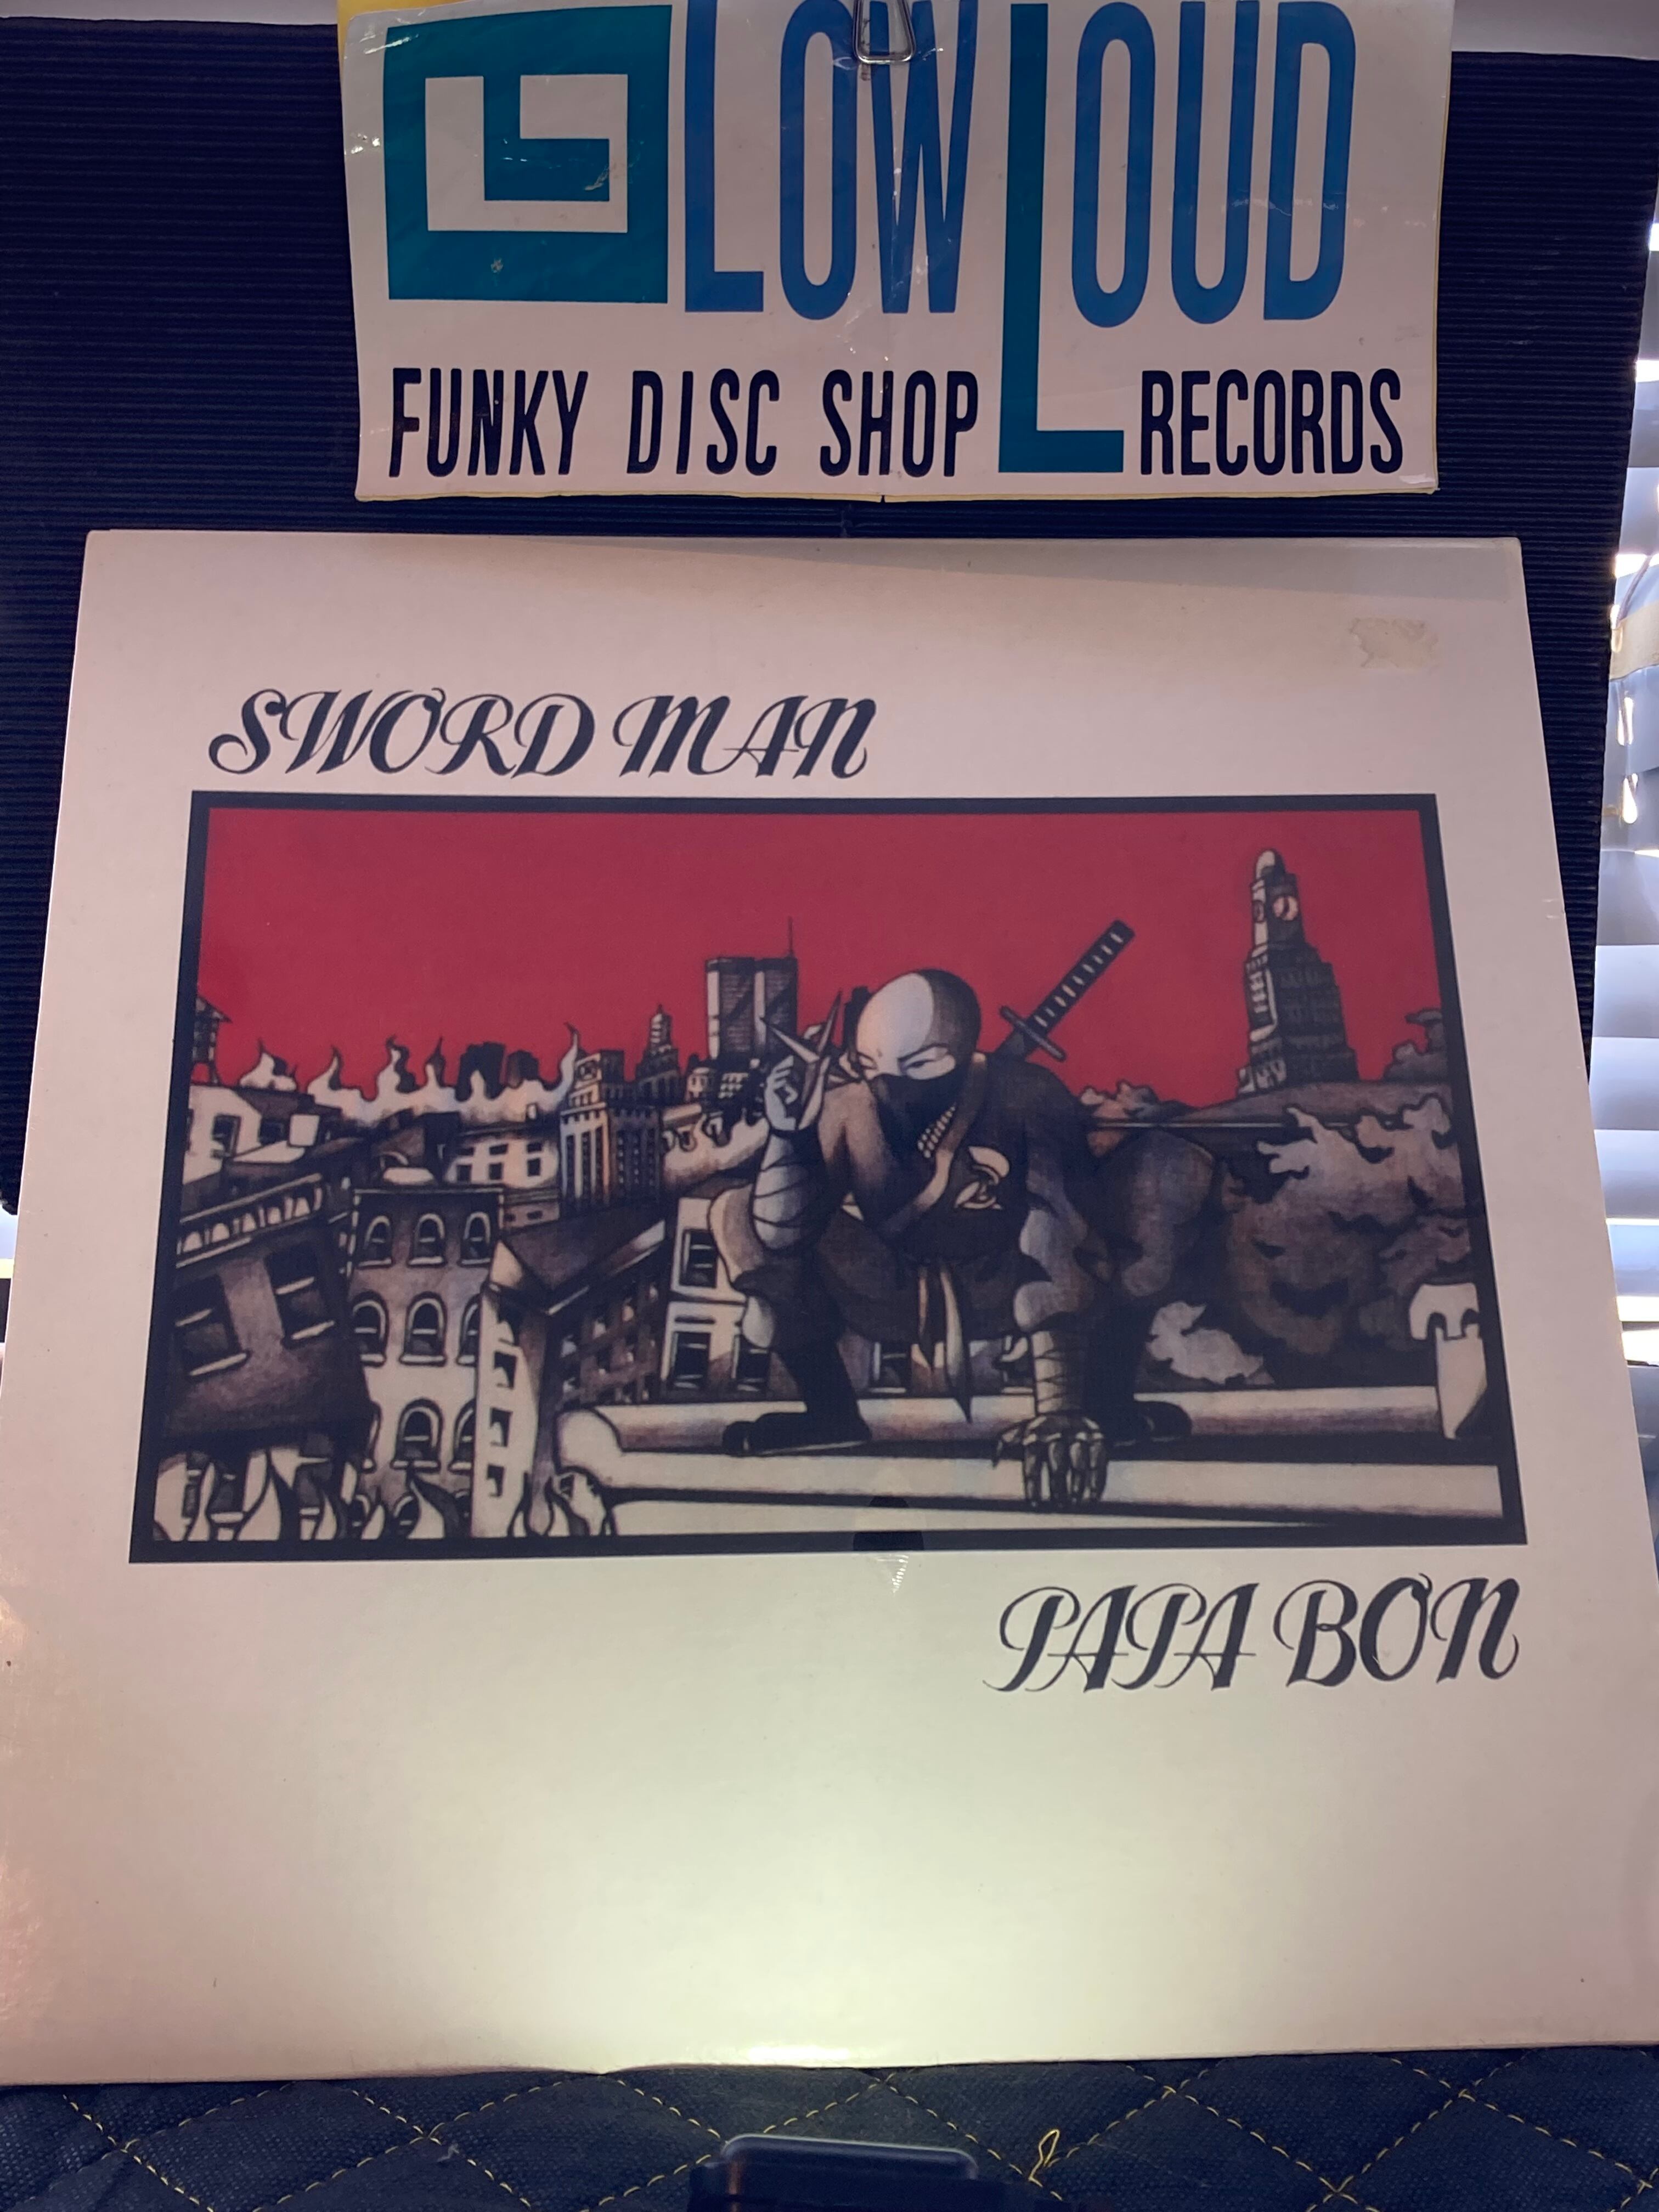 LOW LOUD
FUNKY DISC SHOP RECORDS
SWORD MAN
PAPA BON